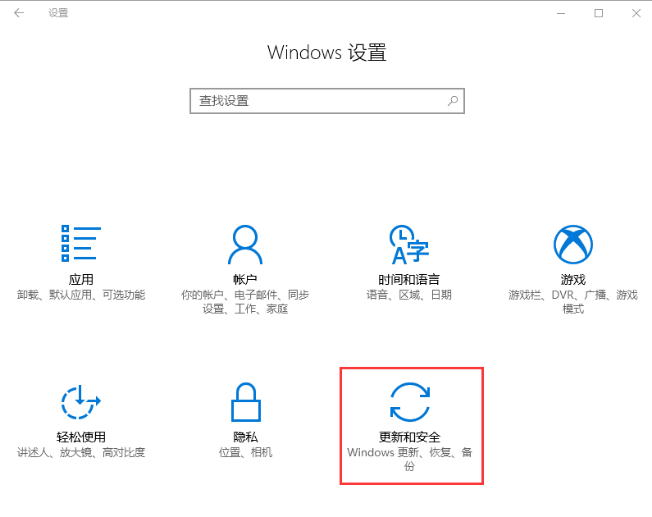 设置
Windows 设置
查找设置
应用
卸载、默认应用、可选功能
帐户
你的帐户、电子邮件、同步
设置、工作、家庭
时间和语言
语音、区域、日期
游戏
游戏栏、DVR、广播、游戏
模式
轻松使用
讲述人、放大镜、高对比度
隐私
位置、相机
更新和安全
Windows 更新、恢复、备
份